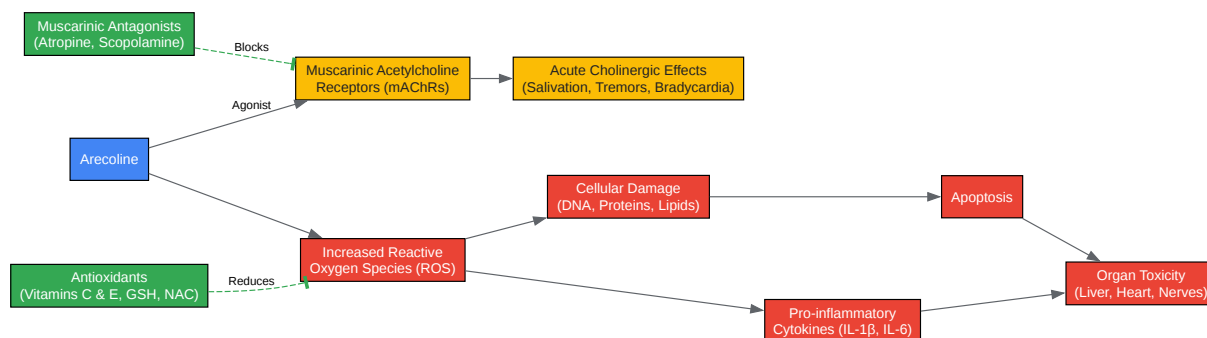 Muscarinic Antagonists
(Atropine, Scopolamine)
Blocks
Muscarinic Acetylcholine
Receptors (mAChRs)
Acute Cholinergic Effects
(Salivation, Tremors, Bradycardia)
Agonist
Arecoline
Cellular Damage
(DNA, Proteins, Lipids)
Apoptosis
Increased Reactive
Oxygen Species (ROS)
Antioxidants
(Vitamins C & E, GSH, NAC)
Reduces
Organ Toxicity
(Liver, Heart, Nerves)
Pro-inflammatory
Cytokines (IL-1β, IL-6)